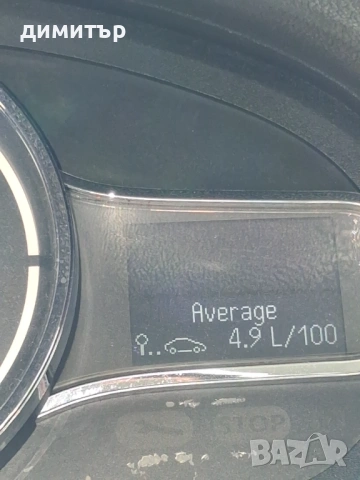 димитър
Average
4.9 L/100
STOP
BAZAR